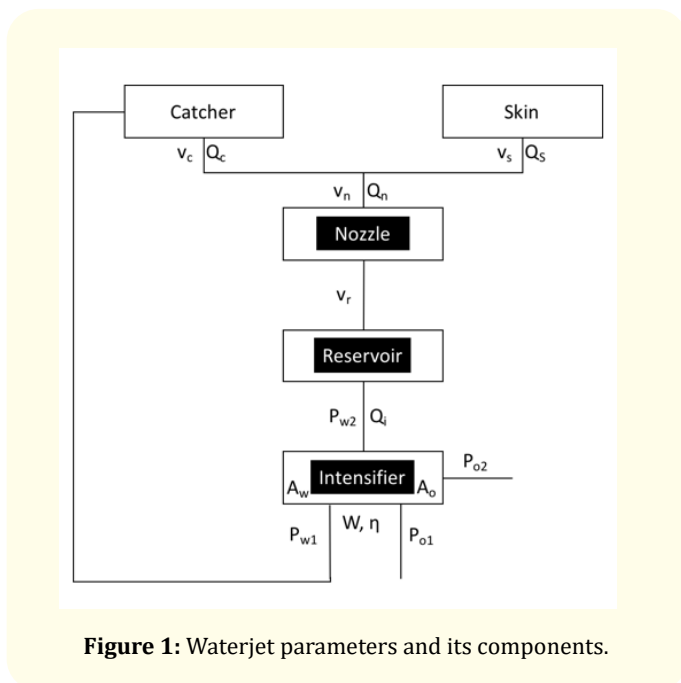 Catcher
Skin
vc Qc
vs QS
vn Qn
Nozzle
vr
Reservoir
Pw2 Qi
Intensifier
Aw
Ao
Po2
Pw1
W, η
Po1
Figure 1: Waterjet parameters and its components.